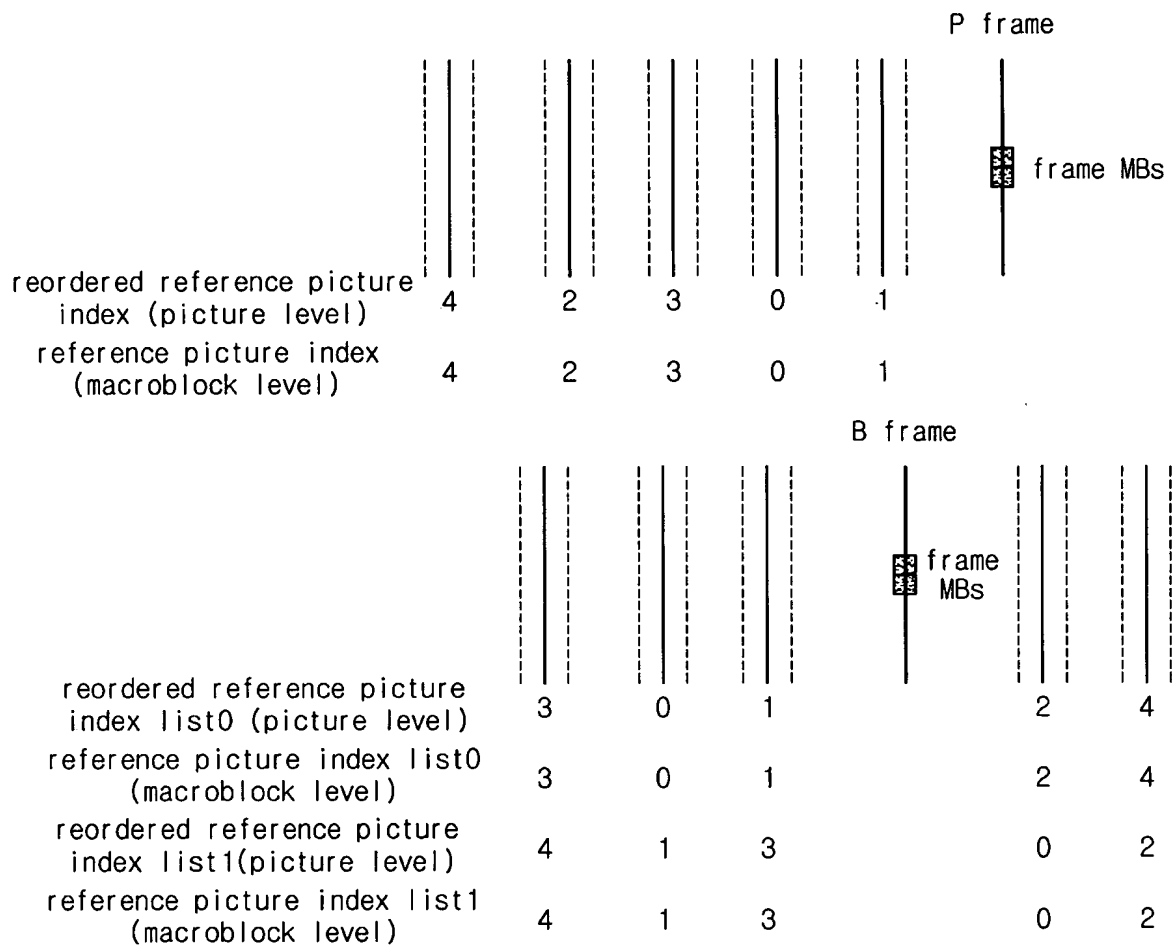 P frame
frame MBs
reordered reference picture
index (picture level) 4 2 3 0 1
reference picture index
(macroblock level) 4 2 3 0 1
B frame
frame
MBs
reordered reference picture
index list0 (picture level) 3 0 1 2 4
reference picture index list0
(macroblock level) 3 0 1 2 4
reordered reference picture
index list1(picture level) 4 1 3 0 2
reference picture index list1
(macroblock level) 4 1 3 0 2